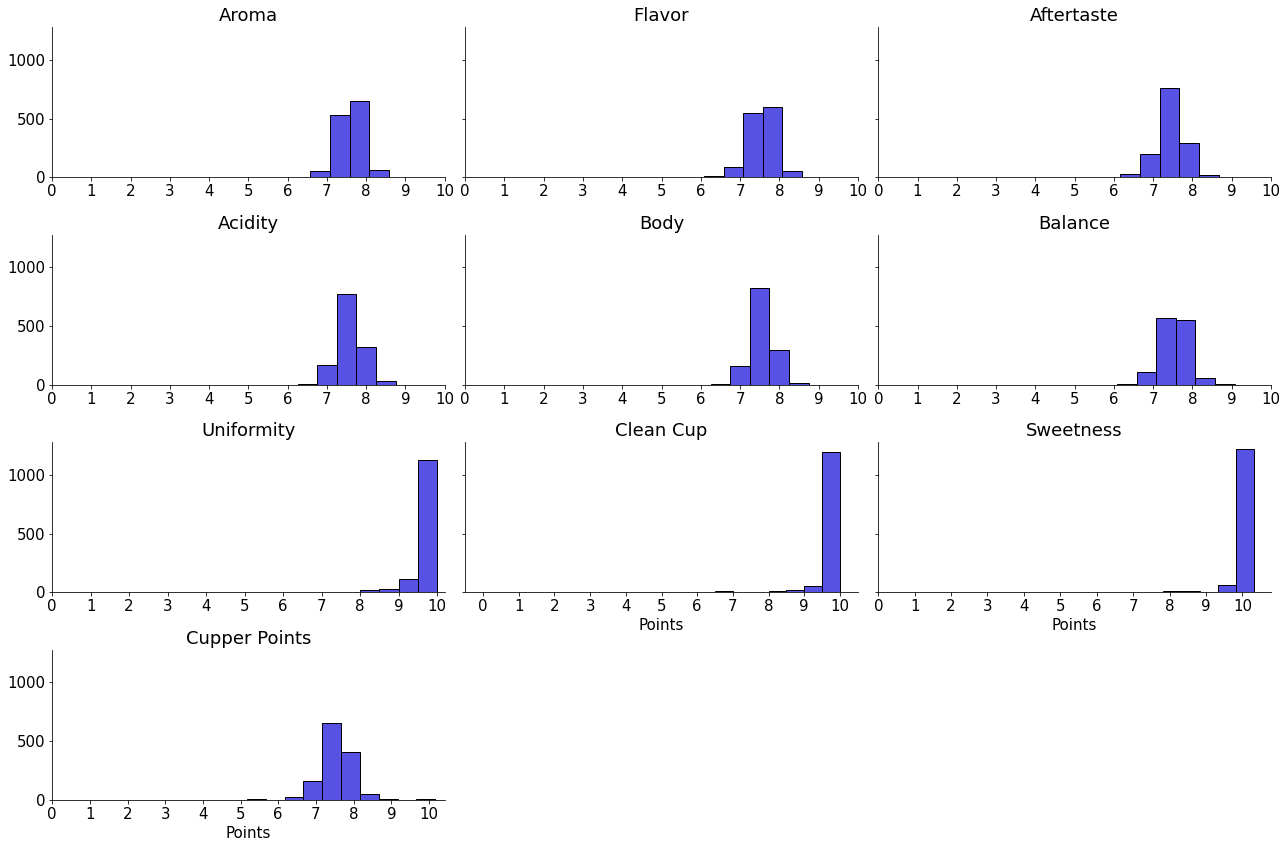 Aroma
Flavor
Aftertaste
1000
500
0
0 1 2 3 4 5 6 7 8 9 10
0 1 2 3 4 5 6 7 8 9 10
0 1 2 3 4 5 6 7 8 9 10
Acidity
Body
Balance
1000
500
0
0 1 2 3 4 5 6 7 8 9 10
0 1 2 3 4 5 6 7 8 9 10
0 1 2 3 4 5 6 7 8 9 10
Uniformity
Clean Cup
Sweetness
1000
500
0
0 1 2 3 4 5 6 7 8 9 10
0 1 2 3 4 5 6 7 8 9 10
0 1 2 3 4 5 6 7 8 9 10
Points
Points
Cupper Points
1000
500
0
0 1 2 3 4 5 6 7 8 9 10
Points